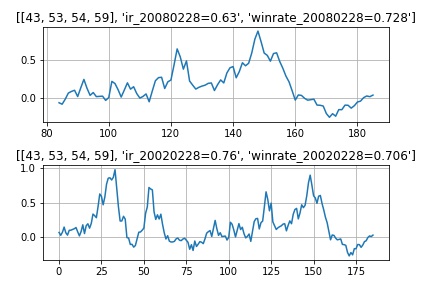 [[43, 53, 54, 59], 'ir_20080228=0.63', 'winrate_20080228=0.728']
0.5
0.0
80 100 120 140 160 180
[[43, 53, 54, 59], 'ir_20020228=0.76', 'winrate_20020228=0.706']
1.0
0.5
0.0
0 25 50 75 100 125 150 175